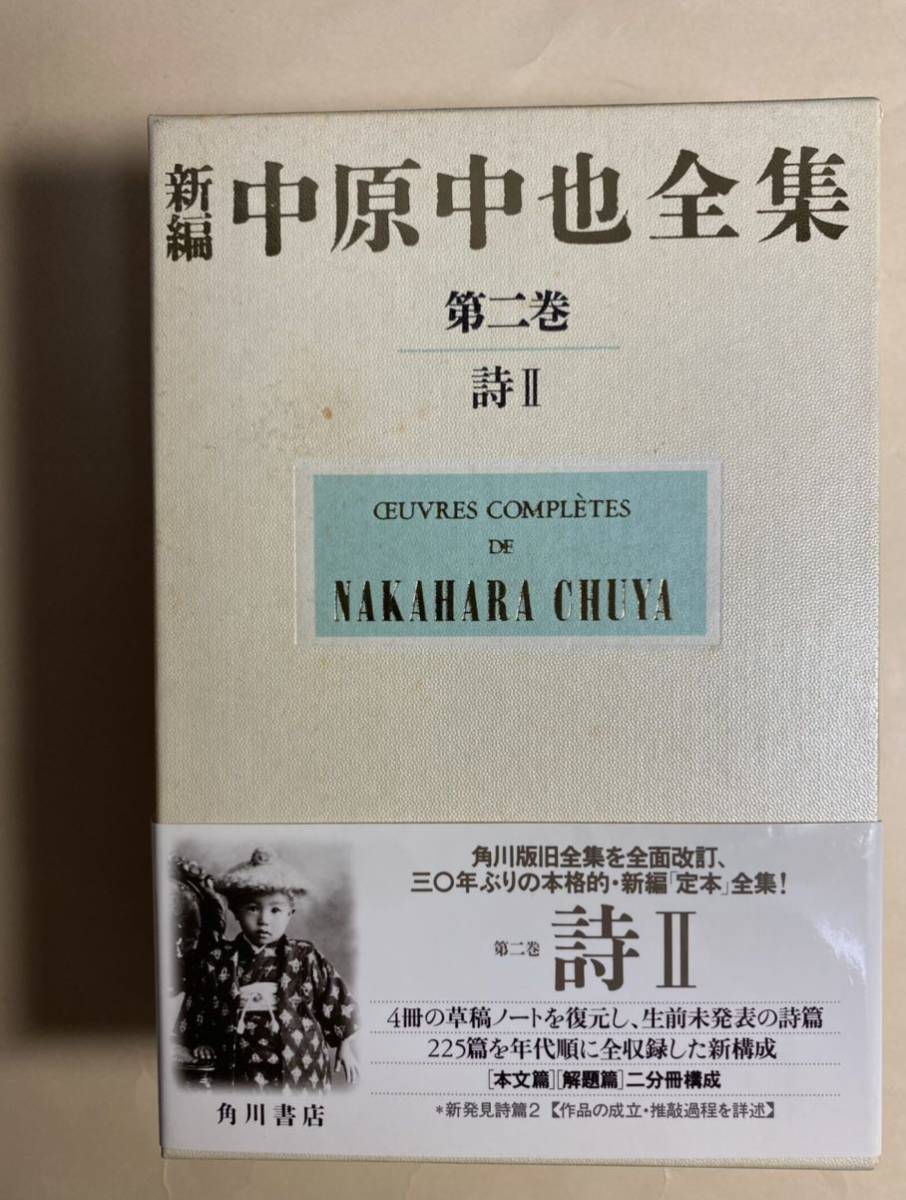 新編 中原中也全集
第二巻
詩Ⅱ
ŒUVRES COMPLÈTES
DE
NAKAHARA CHUYA
角川版旧全集を全面改訂、
三〇年ぶりの本格的・新編「定本」全集!
第二巻 詩Ⅱ
4冊の草稿ノートを復元し、生前未発表の詩篇
225篇を年代順に全収録した新構成
[本文篇][解題篇]二分冊構成
*新発見詩篇2【作品の成立・推敲過程を詳述】
角川書店